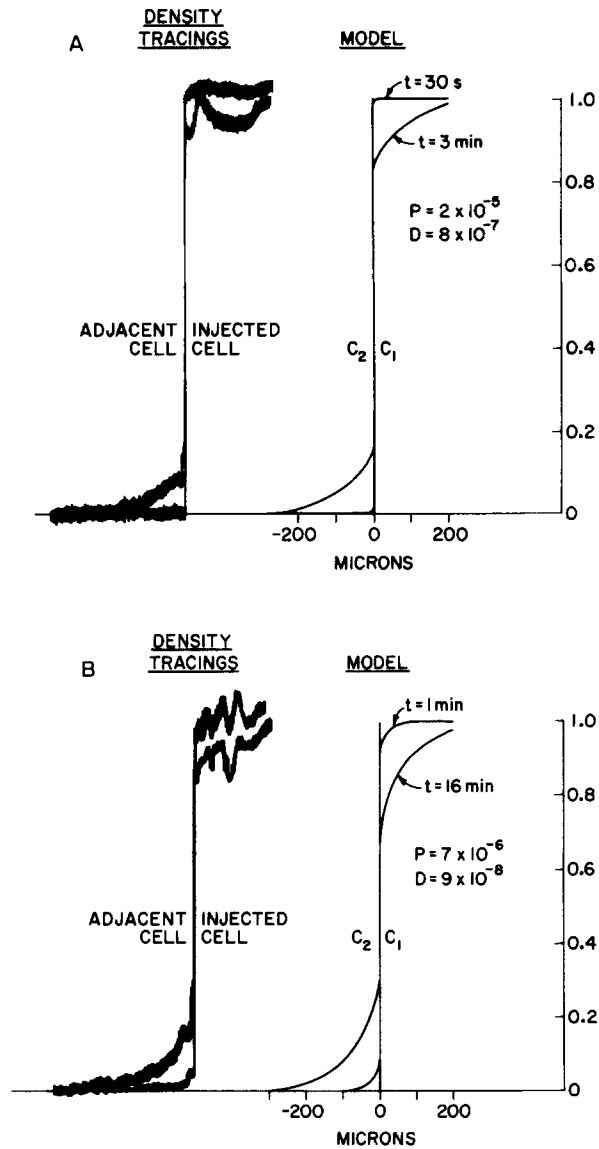 A
DENSITY
TRACINGS
MODEL
t=30 s
1.0
t=3 min
0.8
P = 2 x 10⁻⁵
D = 8 x 10⁻⁷
0.6
ADJACENT
CELL
INJECTED
CELL
C₂
C₁
0.4
0.2
0
-200
0
200
MICRONS
B
DENSITY
TRACINGS
MODEL
t=1 min
1.0
t=16 min
0.8
P = 7 x 10⁻⁶
D = 9 x 10⁻⁸
0.6
ADJACENT
CELL
INJECTED
CELL
C₂
C₁
0.4
0.2
0
-200
0
200
MICRONS